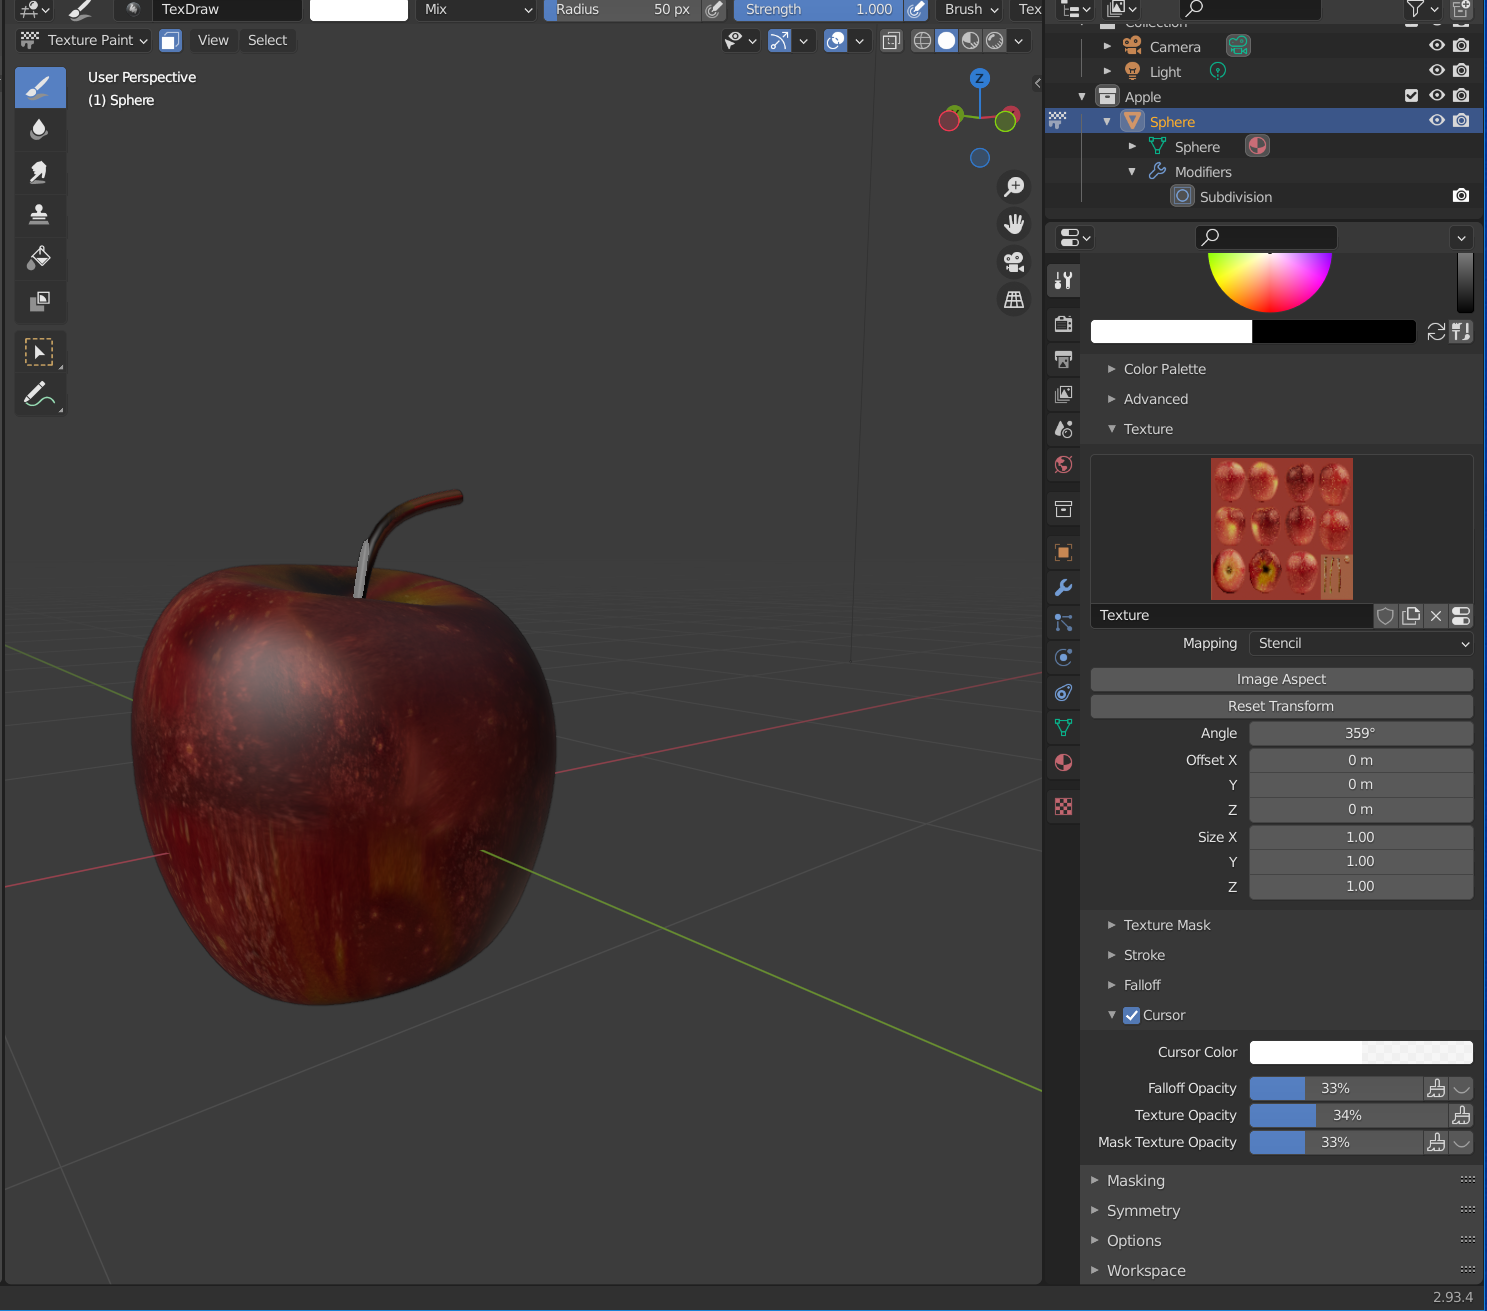 TexDraw Mix Radius 50 px Strength 1.000 Brush Tex
Texture Paint View Select
User Perspective
(1) Sphere
Z
Collection
Camera
Light
Apple
Sphere
Sphere
Modifiers
Subdivision
Color Palette
Advanced
Texture
Texture
Mapping Stencil
Image Aspect
Reset Transform
Angle 359°
Offset X 0 m
Y 0 m
Z 0 m
Size X 1.00
Y 1.00
Z 1.00
Texture Mask
Stroke
Falloff
Cursor
Cursor Color
Falloff Opacity 33%
Texture Opacity 34%
Mask Texture Opacity 33%
Masking
Symmetry
Options
Workspace
2.93.4